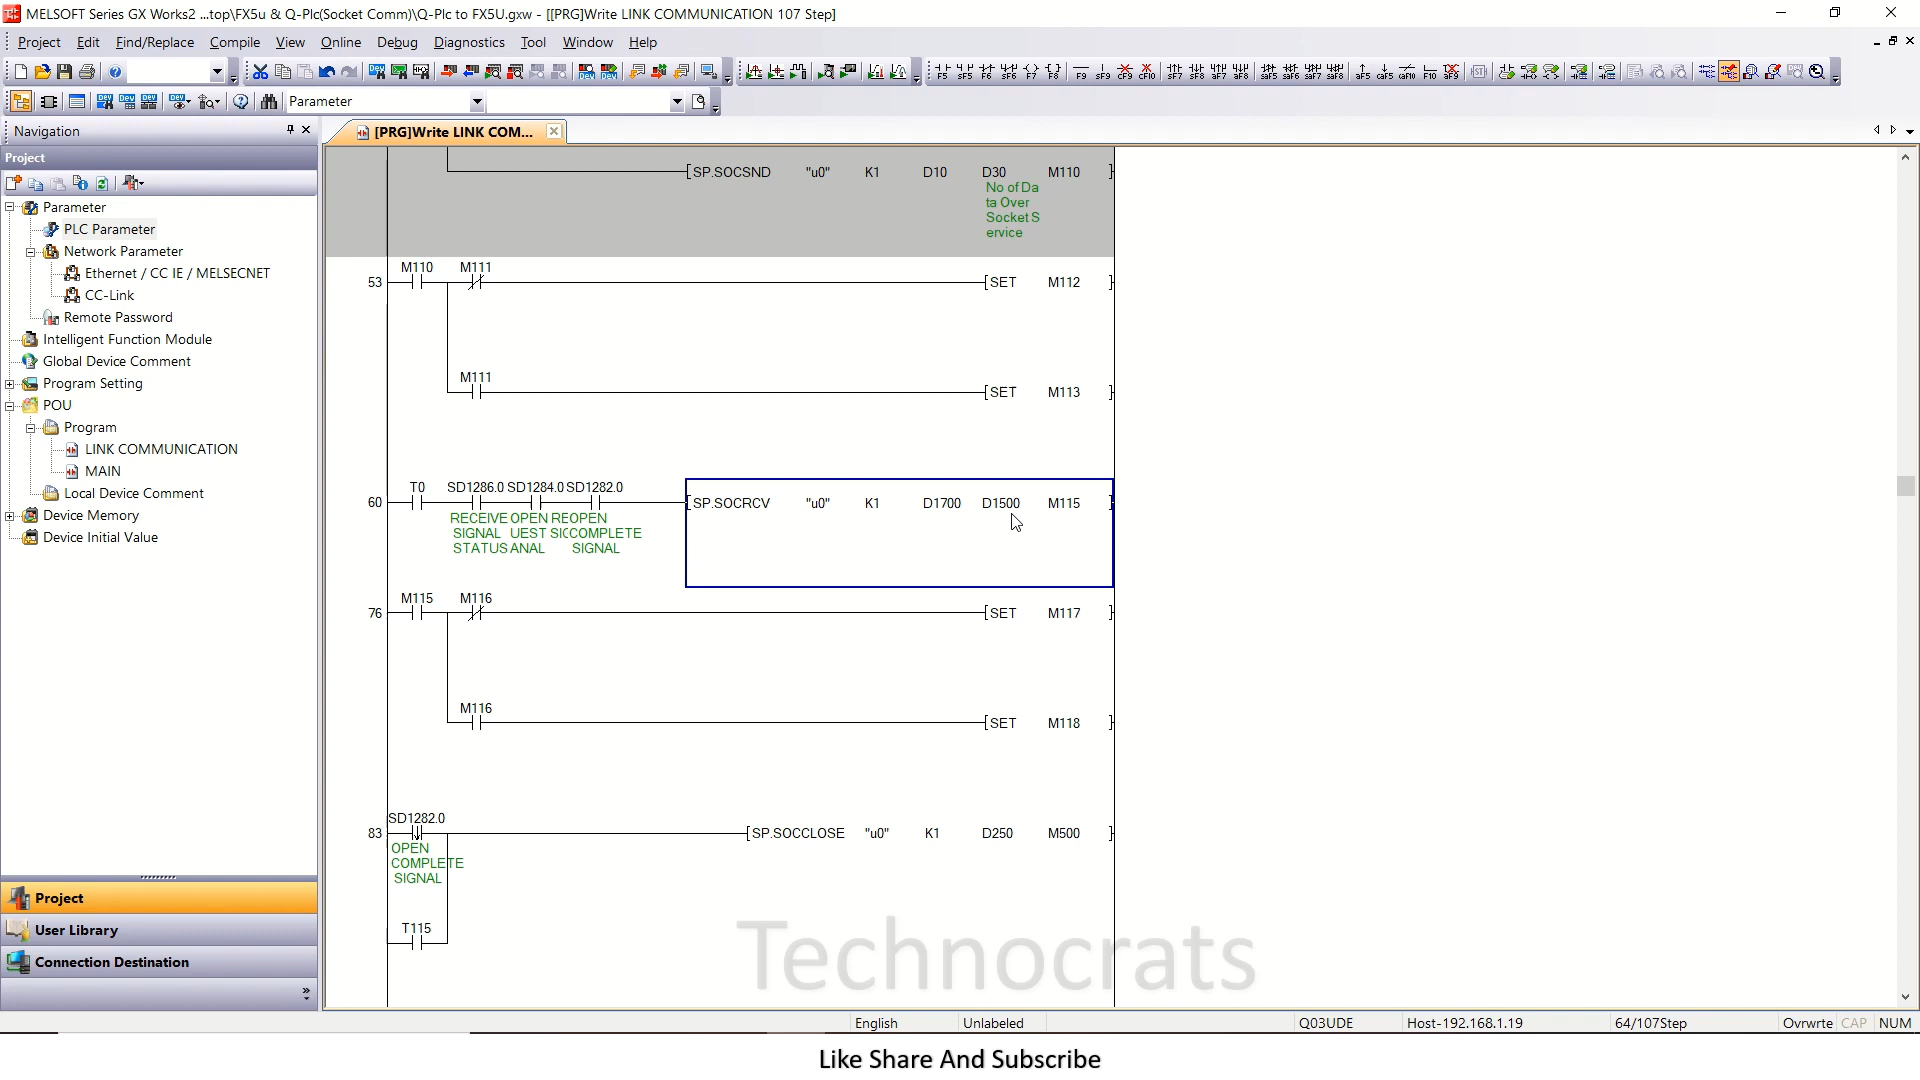 MELSOFT Series GX Works2 ...top\FX5u & Q-Plc(Socket Comm)\Q-Plc to FX5U.gxw - [[PRG]Write LINK COMMUNICATION 107 Step]
Project Edit Find/Replace Compile View Online Debug Diagnostics Tool Window Help
Parameter
Navigation
[PRG]Write LINK COM...
Project
Parameter
PLC Parameter
Network Parameter
Ethernet / CC IE / MELSECNET
CC-Link
Remote Password
Intelligent Function Module
Global Device Comment
Program Setting
POU
Program
LINK COMMUNICATION
MAIN
Local Device Comment
Device Memory
Device Initial Value
Project
User Library
Connection Destination
SP.SOCSND "u0" K1 D10 D30 M110
No of Da
ta Over
Socket S
ervice
M110 M111
53 SET M112
M111
SET M113
T0 SD1286.0 SD1284.0 SD1282.0
60 SP.SOCRCV "u0" K1 D1700 D1500 M115
RECEIVE OPEN RE OPEN
SIGNAL UEST SIG COMPLETE
STATUS ANAL SIGNAL
M115 M116
76 SET M117
M116
SET M118
SD1282.0
83 SP.SOCCLOSE "u0" K1 D250 M500
OPEN
COMPLETE
SIGNAL
T115
Technocrats
English Unlabeled Q03UDE Host-192.168.1.19 64/107Step Ovrwrte CAP NUM
Like Share And Subscribe